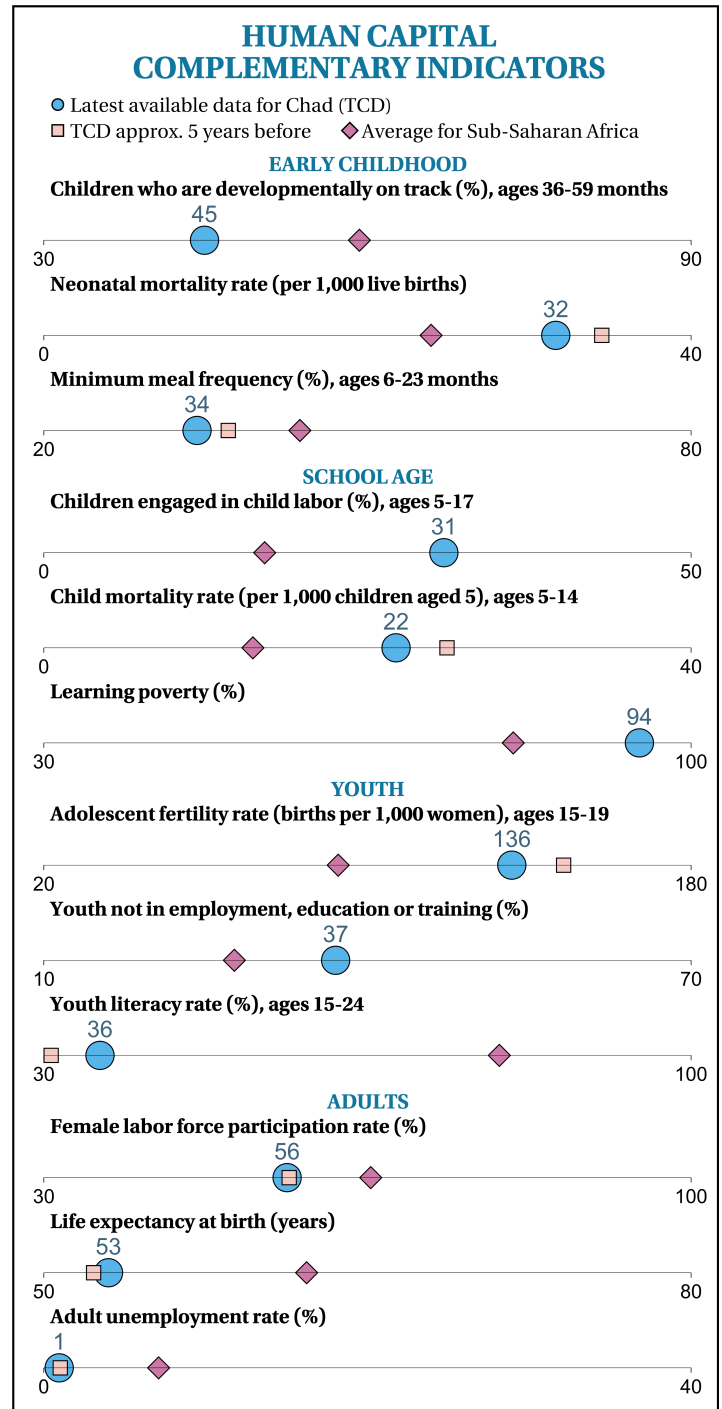 HUMAN CAPITAL
COMPLEMENTARY INDICATORS
Latest available data for Chad (TCD)
TCD approx. 5 years before Average for Sub-Saharan Africa
EARLY CHILDHOOD
Children who are developmentally on track (%), ages 36-59 months
45
30 90
Neonatal mortality rate (per 1,000 live births)
32
0 40
Minimum meal frequency (%), ages 6-23 months
34
20 80
SCHOOL AGE
Children engaged in child labor (%), ages 5-17
31
0 50
Child mortality rate (per 1,000 children aged 5), ages 5-14
22
0 40
Learning poverty (%)
94
30 100
YOUTH
Adolescent fertility rate (births per 1,000 women), ages 15-19
136
20 180
Youth not in employment, education or training (%)
37
10 70
Youth literacy rate (%), ages 15-24
36
30 100
ADULTS
Female labor force participation rate (%)
56
30 100
Life expectancy at birth (years)
53
50 80
Adult unemployment rate (%)
1
0 40